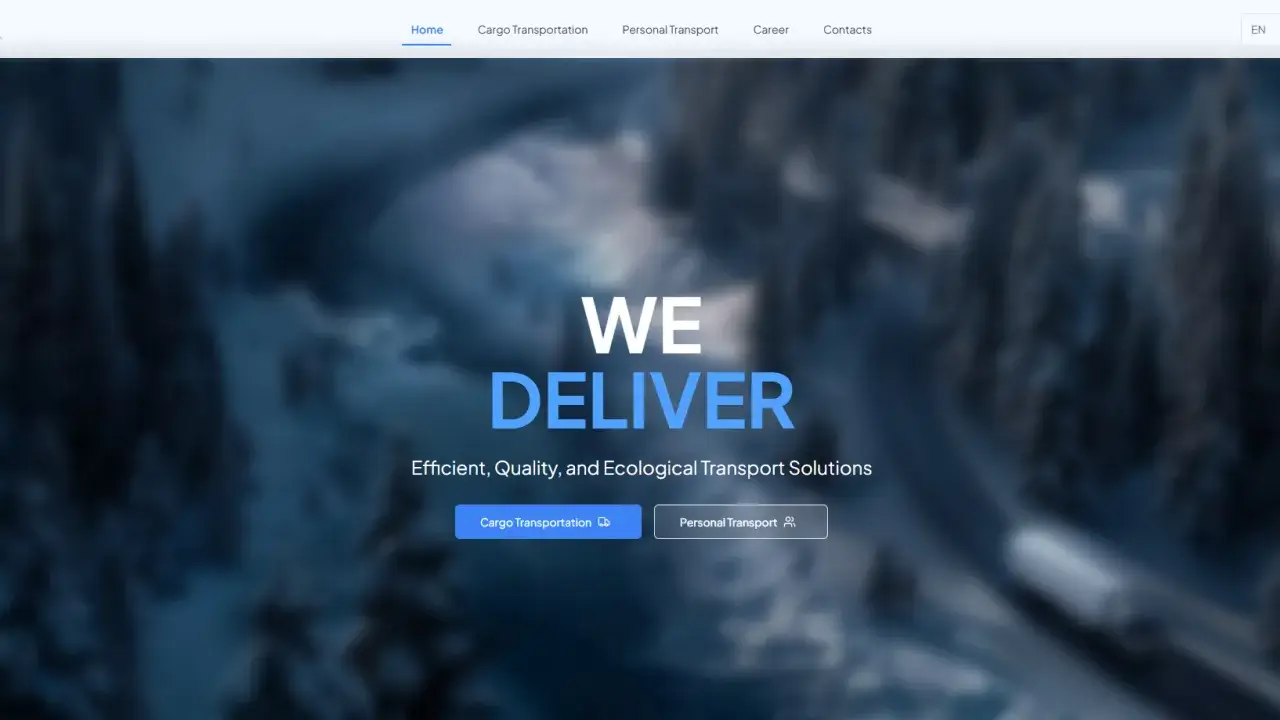 Home
Cargo Transportation
Personal Transport
Career
Contacts
EN
WE
DELIVER
Efficient, Quality, and Ecological Transport Solutions
Cargo Transportation
Personal Transport